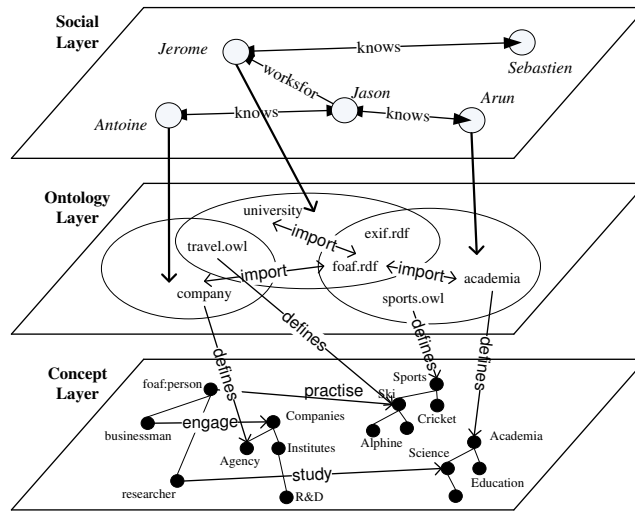 Social
Layer
Jerome
knows
Sebastien
worksfor
Jason
Arun
Antoine
knows
knows
Ontology
Layer
university
import
exif.rdf
travel.owl
import
foaf.rdf
import
academia
company
sports.owl
defines
defines
defines
defines
Concept
Layer
foaf:person
practise
Ski
Sports
businesman
engage
Companies
Cricket
Alphine
Academia
Agency
Institutes
Science
researcher
study
Education
R&D